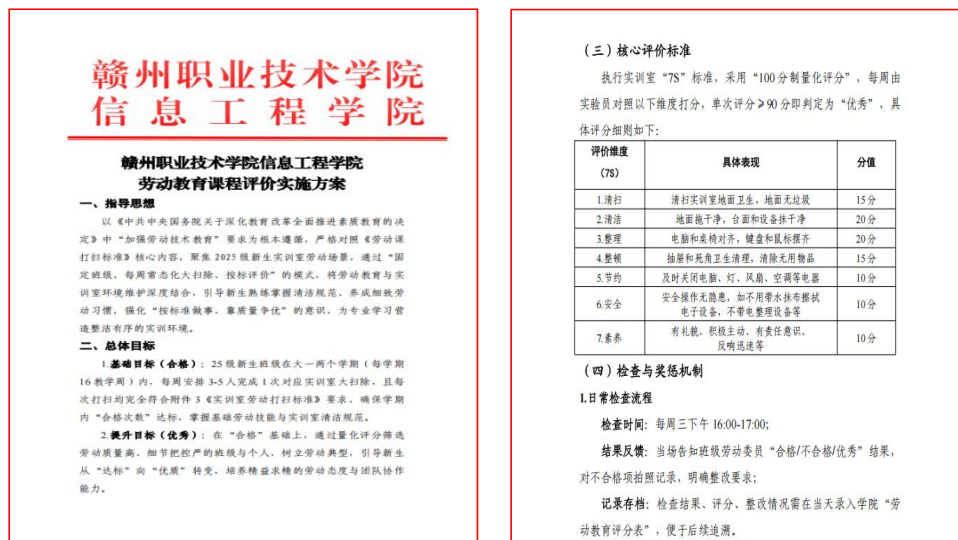 赣州职业技术学院
信息工程学院
赣州职业技术学院信息工程学院
劳动教育课程评价实施方案
一、指导思想
以《中共中央国务院关于深化教育改革全面推进素质教育的决
定》中“加强劳动技术教育”要求为根本遵循，严格对照《劳动课
打扫标准》核心内容，聚焦 2025 级新生实训室劳动场景，通过“固
定班级、每周常态化大扫除、按标评价”的模式，将劳动教育与实
训室环境维护深度结合，引导新生熟练掌握清洁规范、养成细致劳
动习惯，强化“按标准做事、靠质量争优”的意识，为专业学习营
造整洁有序的实训环境。
二、总体目标
1.基础目标（合格）：25 级新生班级在大一两个学期（每学期
16 教学周）内，每周安排 3-5 人完成 1 次对应实训室大扫除，且每
次打扫均完全符合附件 3《实训室劳动打扫标准》要求，确保学期
内“合格次数”达标，掌握基础劳动技能与实训室清洁规范。
2.提升目标（优秀）：在“合格”基础上，通过量化评分筛选
劳动质量高、细节把控严的班级与个人，树立劳动典型，引导新生
从“达标”向“优质”转变，培养精益求精的劳动态度与团队协作
能力。
（三）核心评价标准
执行实训室“7S”标准，采用“100 分制量化评分”，每周由
实验员对照以下维度打分，单次评分≥90 分即判定为“优秀”，具
体评分细则如下：
评价维度
（7S）
具体表现
分值
1.清扫 清扫实训室地面卫生，地面无垃圾 15分
2.清洁 地面拖干净，台面和设备抹干净 20分
3.整理 电脑和桌椅对齐，键盘和鼠标摆齐 20分
4.整顿 抽屉和死角卫生清理，清除无用物品 15分
5.节约 及时关闭电脑、灯、风扇、空调等电器 10分
6.安全 安全操作无隐患，如不用带水抹布擦拭
电子设备，不带电整理设备等 10分
7.素养 有礼貌、积极主动、有责任意识、
反响迅速等 10分
（四）检查与奖惩机制
1.日常检查流程
检查时间：每周三下午 16:00-17:00；
结果反馈：当场告知班级劳动委员“合格/不合格/优秀”结果，
对不合格项拍照记录，明确整改要求；
记录存档：检查结果、评分、整改情况需在当天录入学院“劳
动教育评分表”，便于后续追溯。